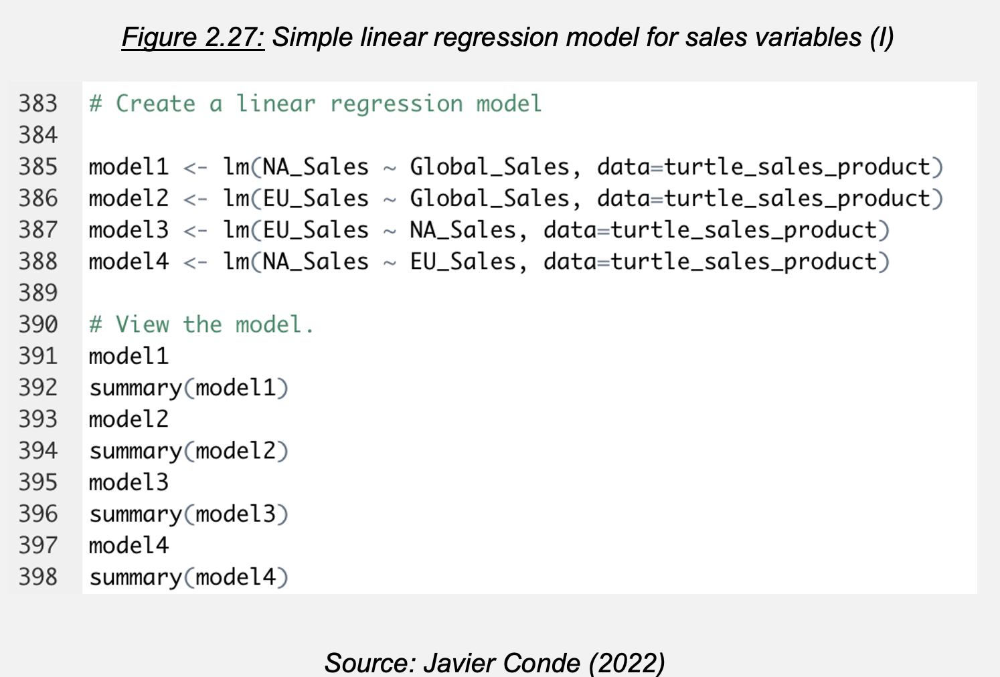 Figure 2.27: Simple linear regression model for sales variables (I)
383 # Create a linear regression model
384
385 model1 <- lm(NA_Sales ~ Global_Sales, data=turtle_sales_product)
386 model2 <- lm(EU_Sales ~ Global_Sales, data=turtle_sales_product)
387 model3 <- lm(EU_Sales ~ NA_Sales, data=turtle_sales_product)
388 model4 <- lm(NA_Sales ~ EU_Sales, data=turtle_sales_product)
389
390 # View the model.
391 model1
392 summary(model1)
393 model2
394 summary(model2)
395 model3
396 summary(model3)
397 model4
398 summary(model4)
Source: Javier Conde (2022)